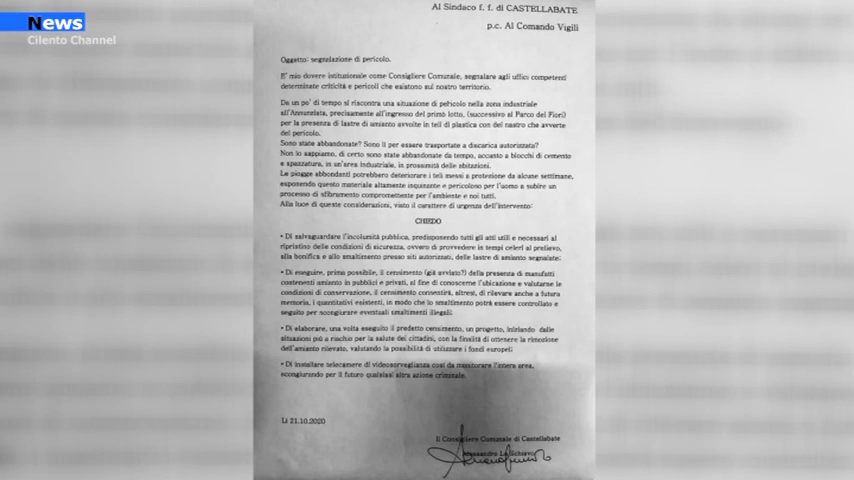 News
Cilento Channel
Al Sindaco f. f. di CASTELLABATE
p.c. Al Comando Vigili
Oggetto: segnalazione di pericolo.
E' mio dovere istituzionale come Consigliere Comunale, segnalare agli uffici competenti
determinate criticità e pericoli che esistono sul nostro territorio.
Da un po' di tempo si riscontra una situazione di pericolo nella zona industriale
all'Annunziata, precisamente all'ingresso del primo lotto, (successivo al Parco dei Fiori)
per la presenza di lastre di amianto avvolte in teli di plastica con del nastro che avverte
del pericolo.
Sono state abbandonate? Sono lì per essere trasportate a discarica autorizzata?
Non lo sappiamo, di certo sono state abbandonate da tempo, accanto a blocchi di cemento
e spazzatura, in un'area industriale, in prossimità delle abitazioni.
Le piogge abbondanti potrebbero deteriorare i teli messi a protezione da alcune settimane,
esponendo questo materiale altamente inquinante e pericoloso per l'uomo a subire un
processo di sfibramento compromettente per l'ambiente e noi tutti.
Alla luce di queste considerazioni, visto il carattere di urgenza dell'intervento:
CHIEDO
• Di salvaguardare l'incolumità pubblica, predisponendo tutti gli atti utili e necessari al
ripristino delle condizioni di sicurezza, ovvero di provvedere in tempi celeri al prelievo,
alla bonifica e allo smaltimento presso siti autorizzati, delle lastre di amianto segnalate;
• Di eseguire, prima possibile, il censimento (già avviato?) della presenza di manufatti
contenenti amianto in pubblici e privati, al fine di conoscerne l'ubicazione e valutarne le
condizioni di conservazione, il censimento consentirà, altresì, di rilevare anche a futura
memoria, i quantitativi esistenti, in modo che lo smaltimento potrà essere controllato e
seguito per scongiurare eventuali smaltimenti illegali;
• Di elaborare, una volta eseguito il predetto censimento, un progetto, iniziando dalle
situazioni più a rischio per la salute dei cittadini, con la finalità di ottenere la rimozione
dell'amianto rilevato, valutando la possibilità di utilizzare i fondi europei;
• Di installare telecamere di videosorveglianza così da monitorare l'intera area,
scongiurando per il futuro qualsiasi altra azione criminale.
Lì 21.10.2020
Il Consigliere Comunale di Castellabate
Alessandro Lo Schiavo